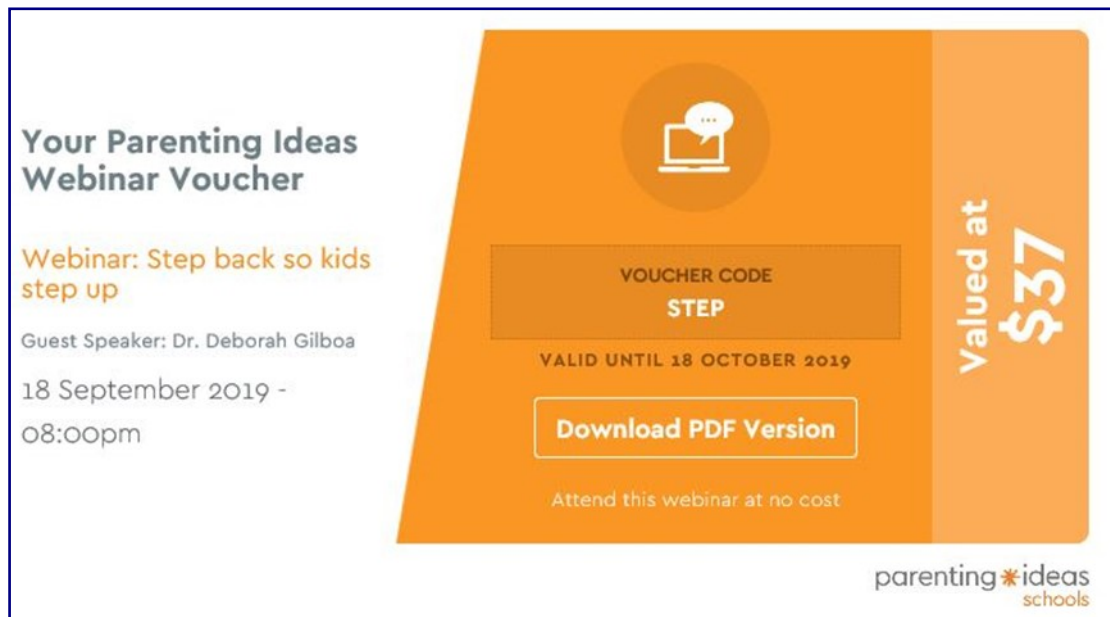 Your Parenting Ideas
Webinar Voucher
Webinar: Step back so kids
step up
Guest Speaker: Dr. Deborah Gilboa
18 September 2019 -
08:00pm
VOUCHER CODE
STEP
VALID UNTIL 18 OCTOBER 2019
Download PDF Version
Attend this webinar at no cost
Valued at
$37
parenting*ideas
schools